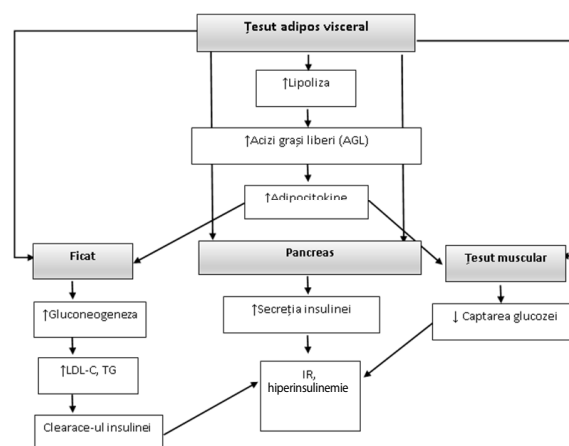 Țesut adipos visceral
↑Lipoliza
↑Acizi grași liberi (AGL)
↑Adipocitokine
Ficat
Pancreas
Țesut muscular
↑Gluconeogeneza
↑Secreția insulinei
↓ Captarea glucozei
↑LDL-C, TG
IR,
hiperinsulinemie
Clearace-ul insulinei